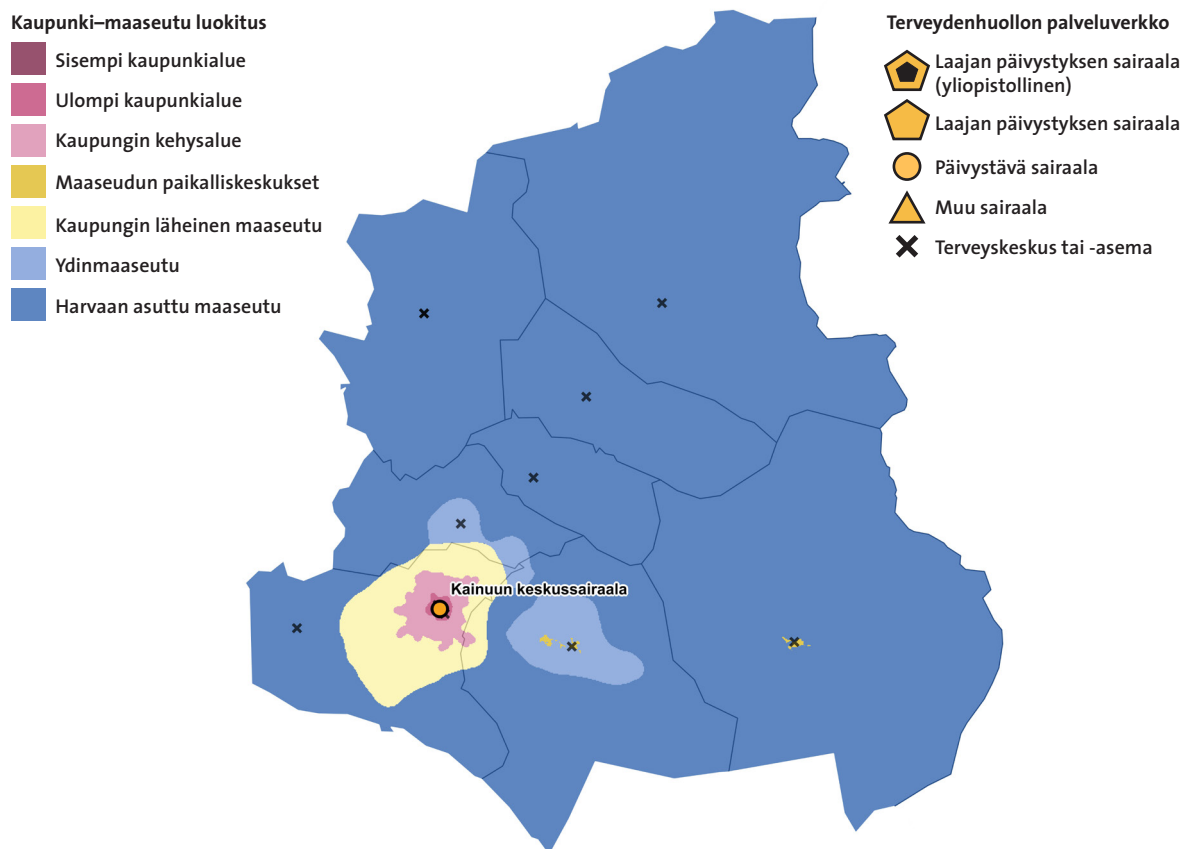 Kaupunki–maaseutu luokitus
Sisempi kaupunkialue
Ulompi kaupunkialue
Kaupungin kehysalue
Maaseudun paikalliskeskukset
Kaupungin läheinen maaseutu
Ydinmaaseutu
Harvaan asuttu maaseutu
Terveydenhuollon palveluverkko
Laajan päivystyksen sairaala
(yliopistollinen)
Laajan päivystyksen sairaala
Päivystävä sairaala
Muu sairaala
Terveyskeskus tai -asema
Kainuun keskussairaala